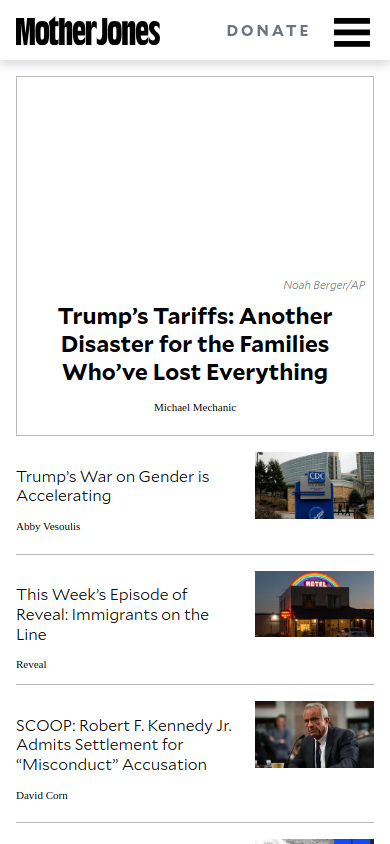 Mother Jones
DONATE
Noah Berger/AP
Trump’s Tariffs: Another
Disaster for the Families
Who’ve Lost Everything
Michael Mechanic
Trump’s War on Gender is
Accelerating
Abby Vesoulis
CDC
This Week’s Episode of
Reveal: Immigrants on the
Line
MOTEL
Reveal
SCOOP: Robert F. Kennedy Jr.
Admits Settlement for
“Misconduct” Accusation
David Corn